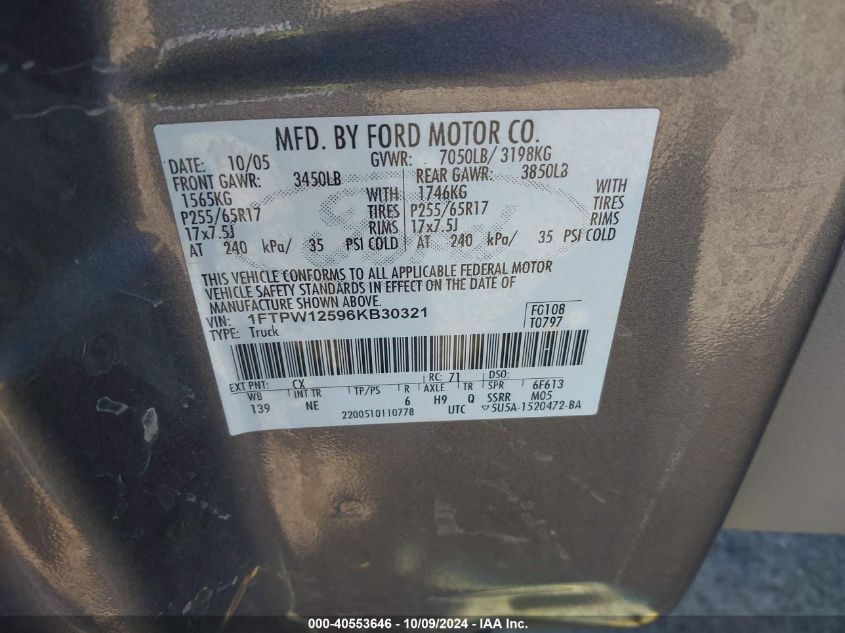 MFD. BY FORD MOTOR CO.
DATE: 10/05 GVWR: 7050LB/ 3198KG
FRONT GAWR: 3450LB REAR GAWR: 3850LB
1565KG WITH 1746KG WITH
P255/65R17 TIRES P255/65R17 TIRES
17x7.5J RIMS 17x7.5J RIMS
AT 240 kPa/ 35 PSI COLD AT 240 kPa/ 35 PSI COLD
THIS VEHICLE CONFORMS TO ALL APPLICABLE FEDERAL MOTOR
VEHICLE SAFETY STANDARDS IN EFFECT ON THE DATE OF
MANUFACTURE SHOWN ABOVE.
VIN: 1FTPW12596KB30321 FG108
TYPE: Truck T0797
EXT PNT: CX RC: 71 DSO:
WB INT TR TP/PS R AXLE TR SPR 6F613
139 NE 6 H9 Q SSRR M05
2200510110778 UTC ▽5U5A-1520472-BA
000-40553646 - 10/09/2024 - IAA Inc.